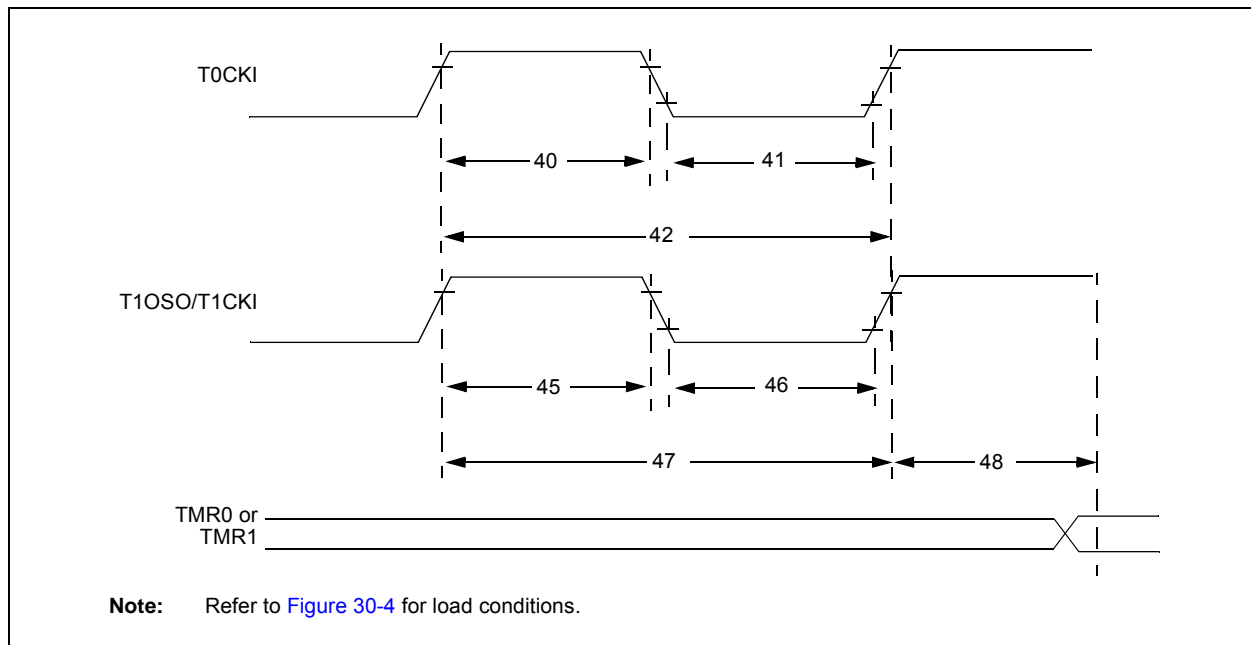 T0CKI
40
41
42
T1OSO/T1CKI
45
46
47
48
TMR0 or
TMR1
Note: Refer to Figure 30-4 for load conditions.